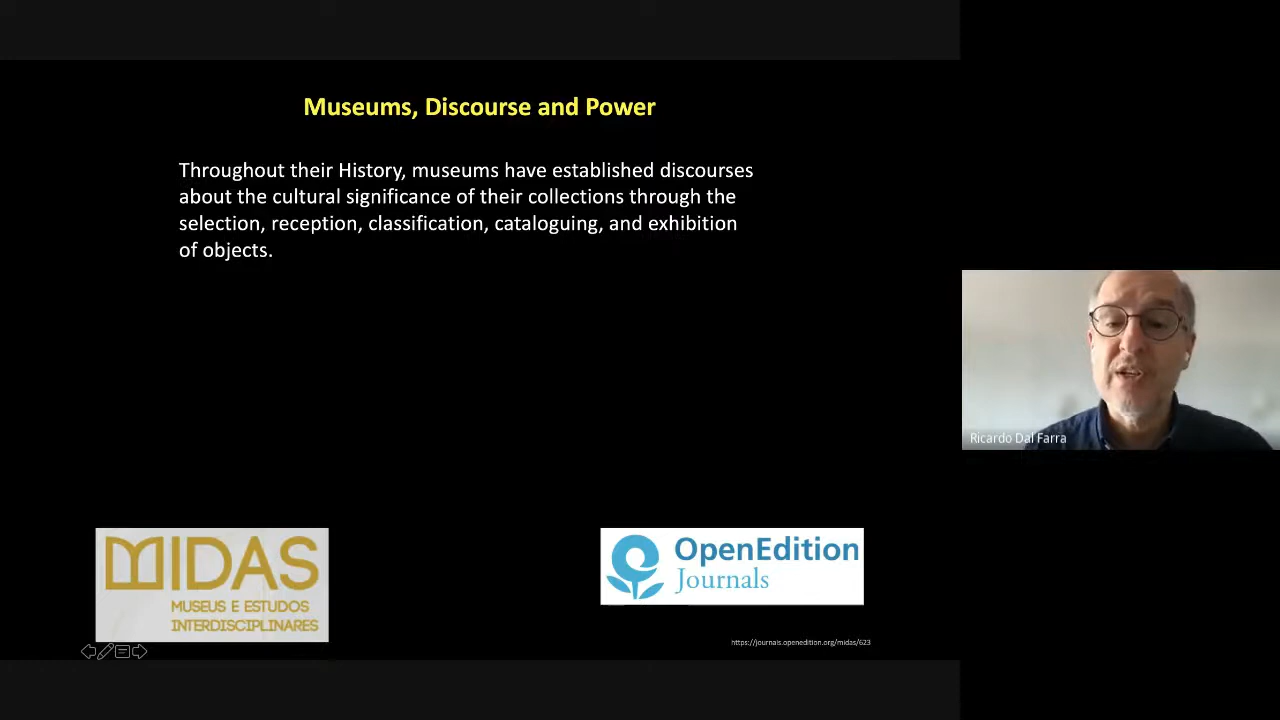 Museums, Discourse and Power
Throughout their History, museums have established discourses
about the cultural significance of their collections through the
selection, reception, classification, cataloguing, and exhibition
of objects.
Ricardo Dal Farra
MIDAS
MUSEUS E ESTUDOS
INTERDISCIPLINARES
OpenEdition
Journals
https://journals.openedition.org/midas/623